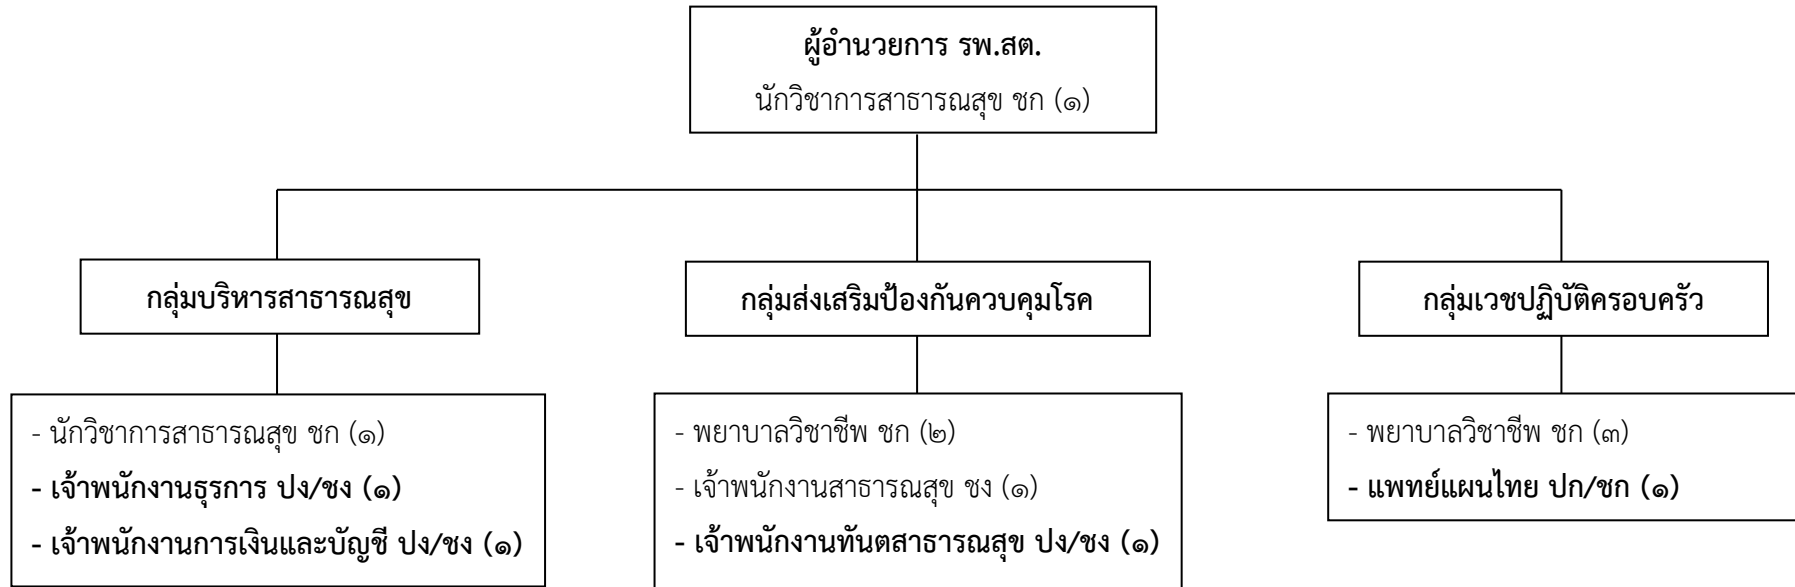 ผู้อำนวยการ รพ.สต.
นักวิชาการสาธารณสุข ชก (๑)
กลุ่มบริหารสาธารณสุข
- นักวิชาการสาธารณสุข ชก (๑)
- เจ้าพนักงานธุรการ ปง/ชง (๑)
- เจ้าพนักงานการเงินและบัญชี ปง/ชง (๑)
กลุ่มส่งเสริมป้องกันควบคุมโรค
- พยาบาลวิชาชีพ ชก (๒)
- เจ้าพนักงานสาธารณสุข ชง (๑)
- เจ้าพนักงานทันตสาธารณสุข ปง/ชง (๑)
กลุ่มเวชปฏิบัติครอบครัว
- พยาบาลวิชาชีพ ชก (๓)
- แพทย์แผนไทย ปก/ชก (๑)